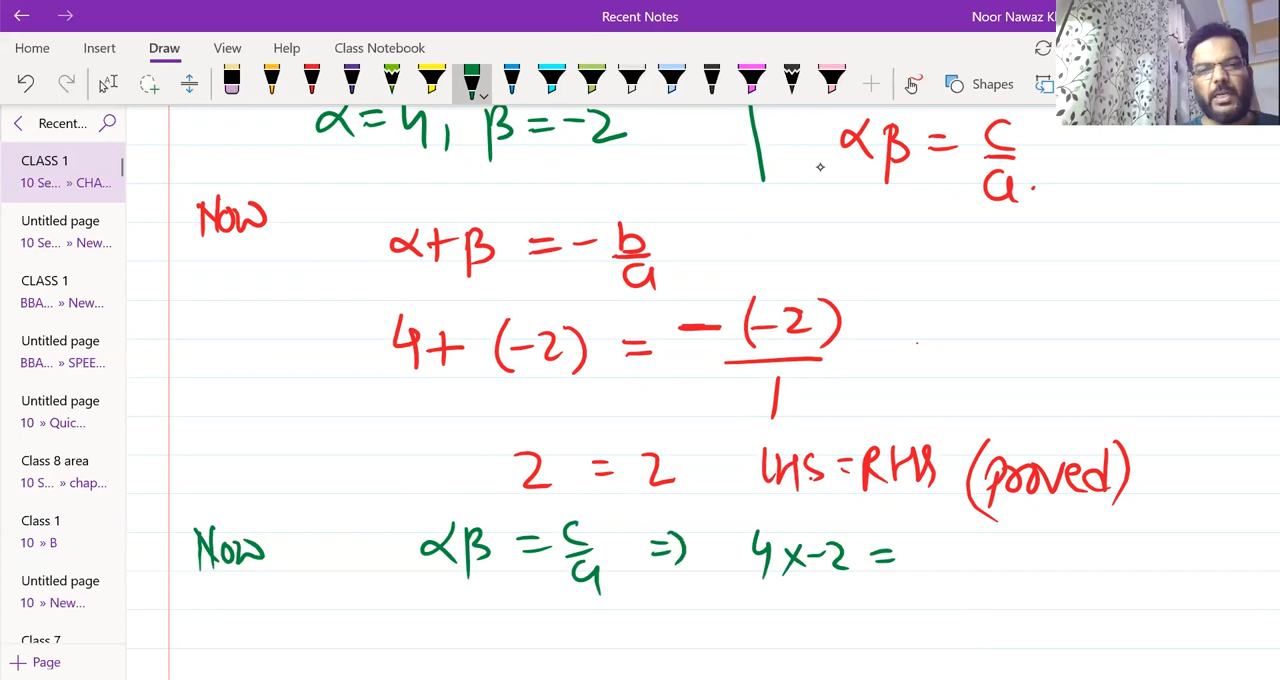 Recent Notes
Noor Nawaz Kh
Home Insert Draw View Help Class Notebook
Shapes
Recent...
CLASS 1
10 Se... » CHA...
Untitled page
10 Se... » New...
CLASS 1
BBA... » New...
Untitled page
BBA... » SPEE...
Untitled page
10 » Quic...
Class 8 area
10 S... » chap...
Class 1
10 » B
Untitled page
10 » New...
Class 7
Page
α = 4, β = -2
αβ = c/a.
Now
α+β = - b/a
4 + (-2) = -(-2)/1
2 = 2 LHS = RHS (proved)
Now αβ = c/a => 4 x -2 =